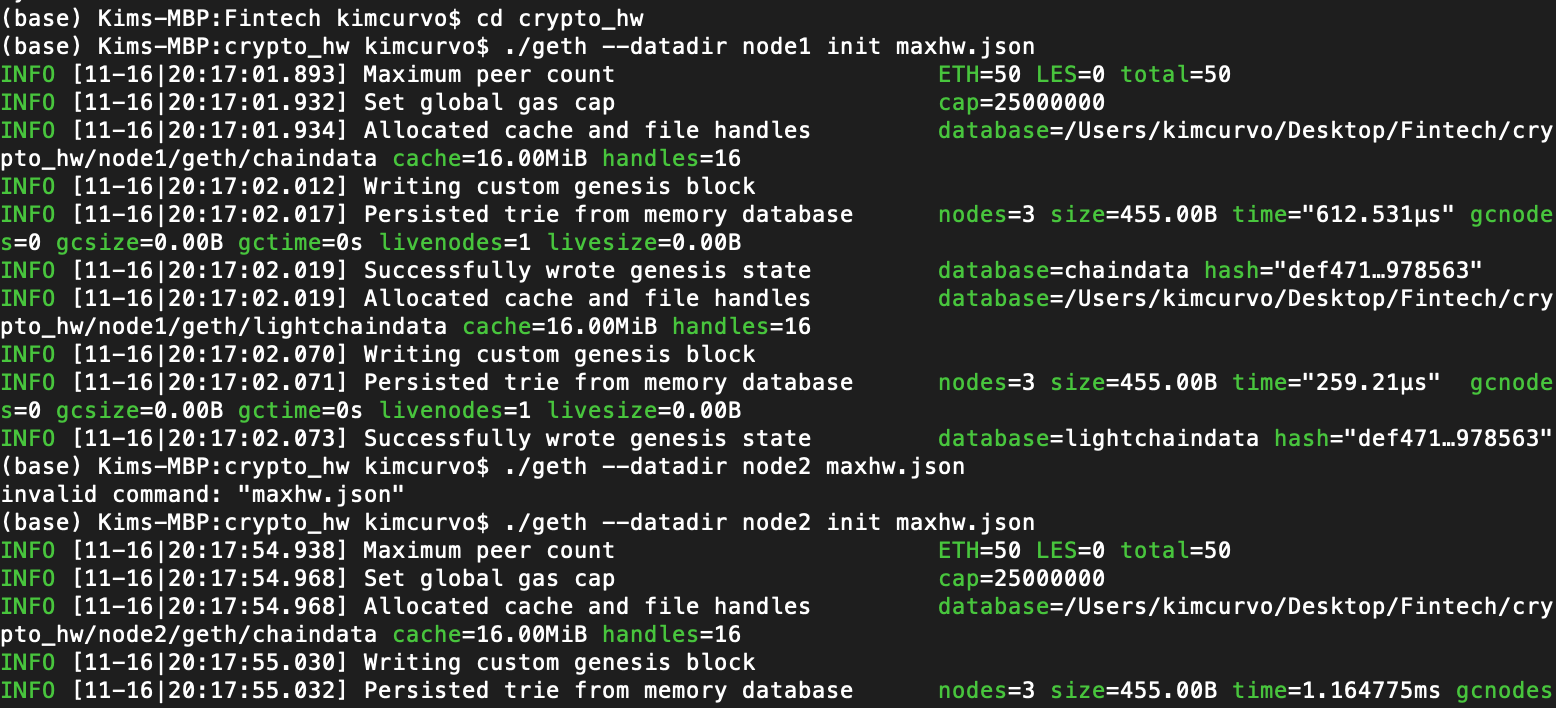 (base) Kims-MBP:Fintech kimcurvo$ cd crypto_hw
(base) Kims-MBP:crypto_hw kimcurvo$ ./geth --datadir node1 init maxhw.json
INFO [11-16|20:17:01.893] Maximum peer count                       ETH=50 LES=0 total=50
INFO [11-16|20:17:01.932] Set global gas cap                       cap=25000000
INFO [11-16|20:17:01.934] Allocated cache and file handles         database=/Users/kimcurvo/Desktop/Fintech/cry
pto_hw/node1/geth/chaindata cache=16.00MiB handles=16
INFO [11-16|20:17:02.012] Writing custom genesis block
INFO [11-16|20:17:02.017] Persisted trie from memory database      nodes=3 size=455.00B time="612.531µs" gcnode
s=0 gcsize=0.00B gctime=0s livenodes=1 livesize=0.00B
INFO [11-16|20:17:02.019] Successfully wrote genesis state         database=chaindata hash="def471…978563"
INFO [11-16|20:17:02.019] Allocated cache and file handles         database=/Users/kimcurvo/Desktop/Fintech/cry
pto_hw/node1/geth/lightchaindata cache=16.00MiB handles=16
INFO [11-16|20:17:02.070] Writing custom genesis block
INFO [11-16|20:17:02.071] Persisted trie from memory database      nodes=3 size=455.00B time="259.21µs"  gcnode
s=0 gcsize=0.00B gctime=0s livenodes=1 livesize=0.00B
INFO [11-16|20:17:02.073] Successfully wrote genesis state         database=lightchaindata hash="def471…978563"
(base) Kims-MBP:crypto_hw kimcurvo$ ./geth --datadir node2 maxhw.json
invalid command: "maxhw.json"
(base) Kims-MBP:crypto_hw kimcurvo$ ./geth --datadir node2 init maxhw.json
INFO [11-16|20:17:54.938] Maximum peer count                       ETH=50 LES=0 total=50
INFO [11-16|20:17:54.968] Set global gas cap                       cap=25000000
INFO [11-16|20:17:54.968] Allocated cache and file handles         database=/Users/kimcurvo/Desktop/Fintech/cry
pto_hw/node2/geth/chaindata cache=16.00MiB handles=16
INFO [11-16|20:17:55.030] Writing custom genesis block
INFO [11-16|20:17:55.032] Persisted trie from memory database      nodes=3 size=455.00B time=1.164775ms gcnodes